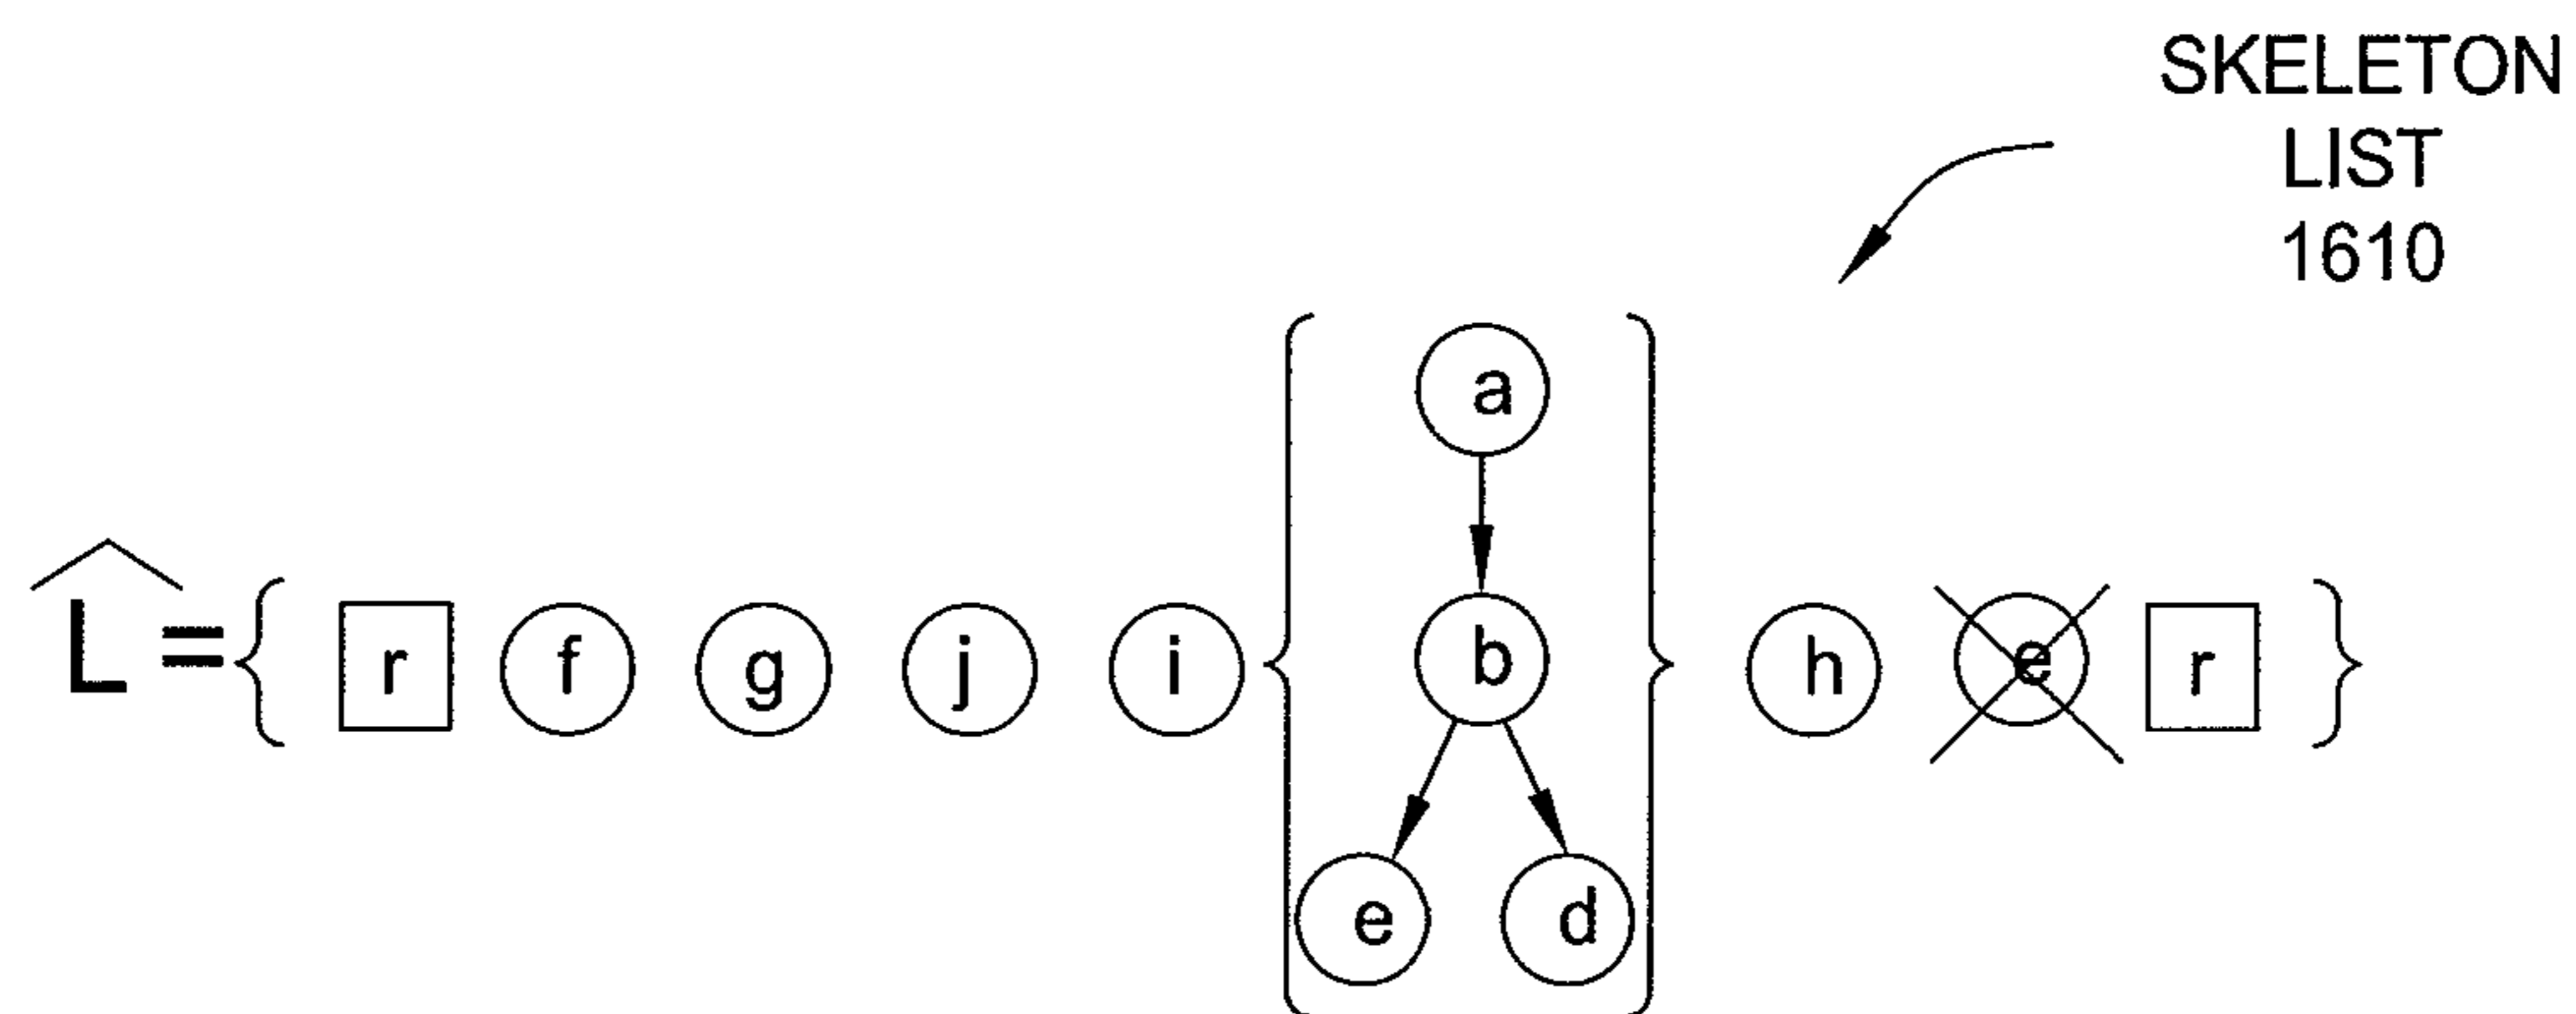 SKELETON
LIST
1610
a
L = { r f g j i { b } h e r }
e d